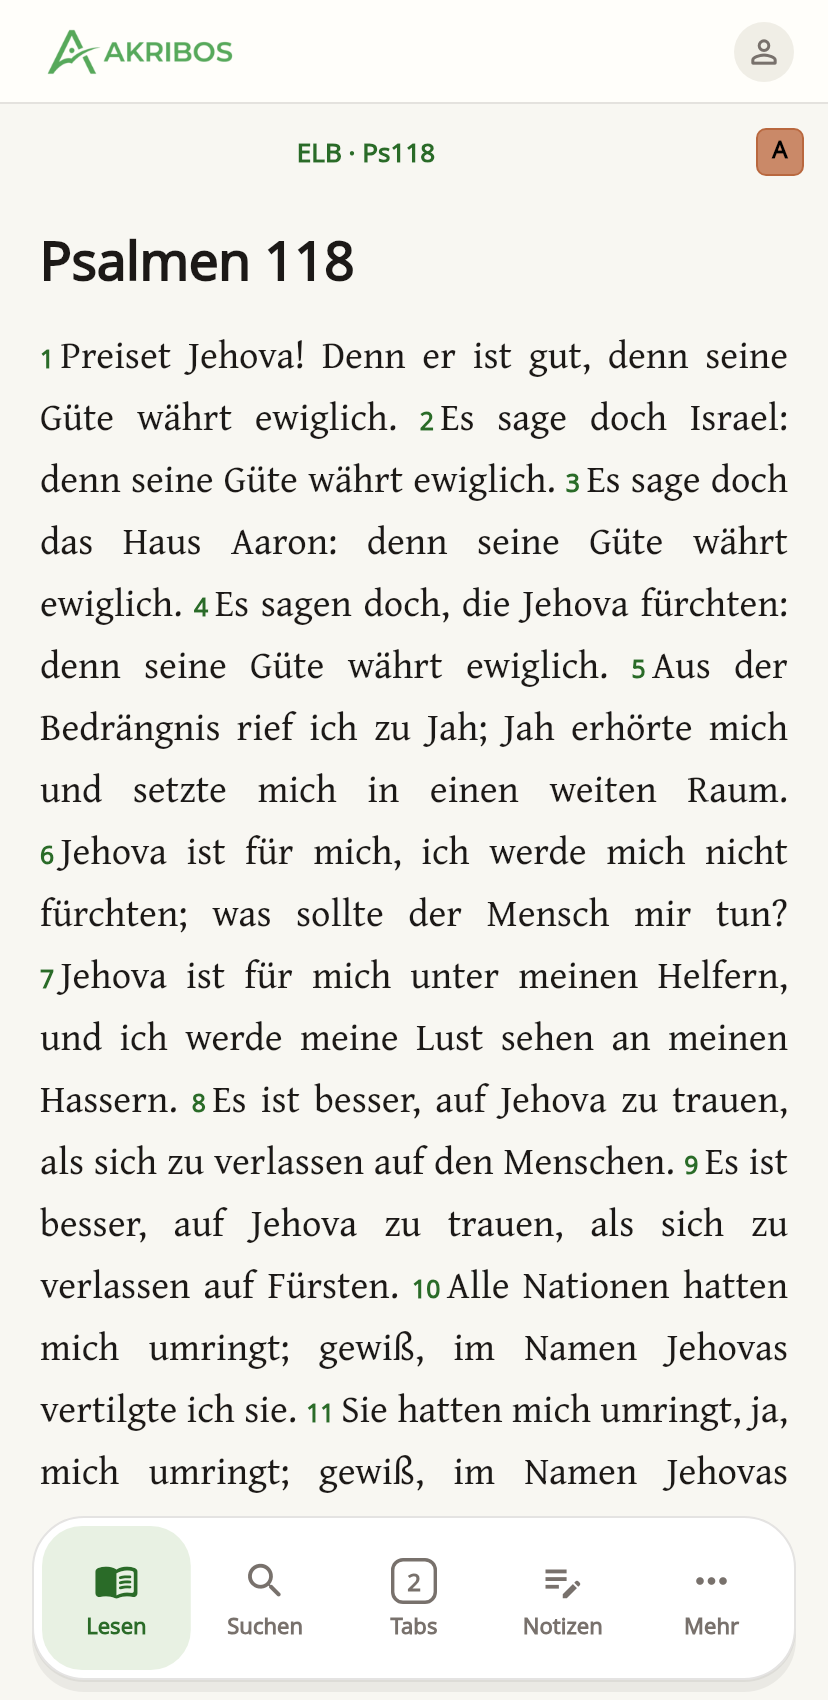 AKRIBOS
ELB · Ps118
A
Psalmen 118
1 Preiset Jehova! Denn er ist gut, denn seine
Güte währt ewiglich. 2 Es sage doch Israel:
denn seine Güte währt ewiglich. 3 Es sage doch
das Haus Aaron: denn seine Güte währt
ewiglich. 4 Es sagen doch, die Jehova fürchten:
denn seine Güte währt ewiglich. 5 Aus der
Bedrängnis rief ich zu Jah; Jah erhörte mich
und setzte mich in einen weiten Raum.
6 Jehova ist für mich, ich werde mich nicht
fürchten; was sollte der Mensch mir tun?
7 Jehova ist für mich unter meinen Helfern,
und ich werde meine Lust sehen an meinen
Hassern. 8 Es ist besser, auf Jehova zu trauen,
als sich zu verlassen auf den Menschen. 9 Es ist
besser, auf Jehova zu trauen, als sich zu
verlassen auf Fürsten. 10 Alle Nationen hatten
mich umringt; gewiß, im Namen Jehovas
vertilgte ich sie. 11 Sie hatten mich umringt, ja,
mich umringt; gewiß, im Namen Jehovas
2
Lesen Suchen Tabs Notizen Mehr